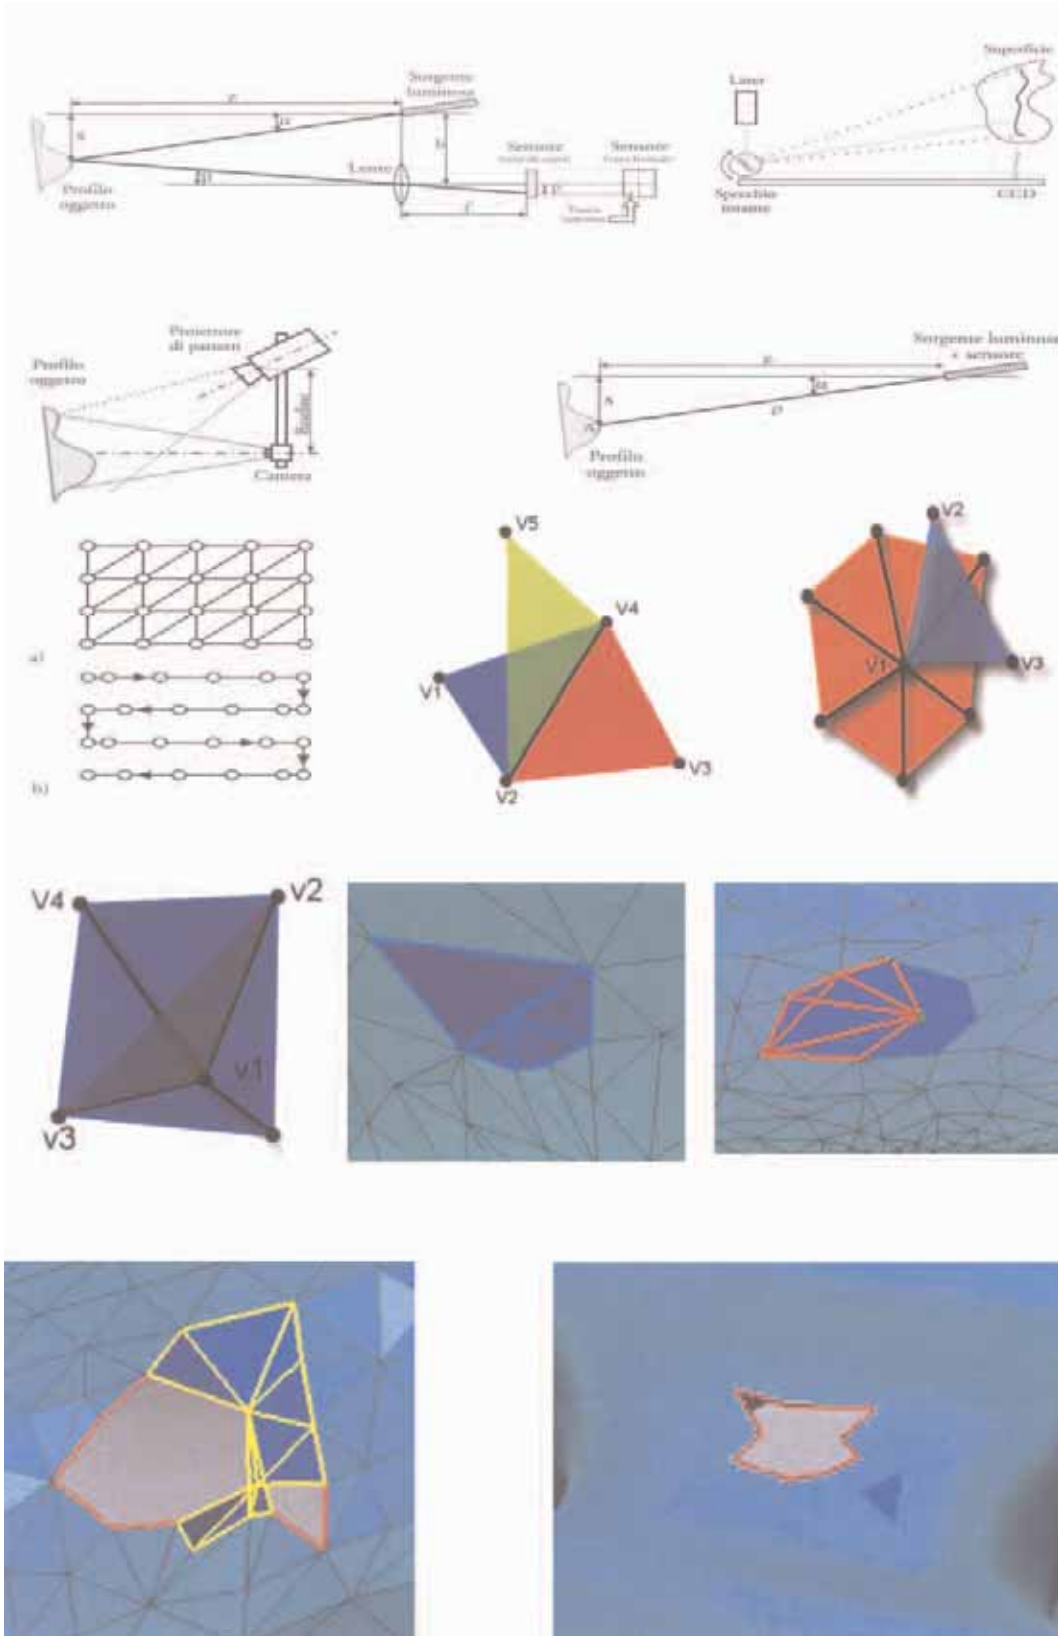 Sorgente
luminosa
z
α
Lente
Profilo
oggetto
f
Sensore
Sensore
Superficie
Laser
Specchio
rotante
CCD
Proiettore
di pattern
Profilo
oggetto
Camera
Sorgente luminosa
+ sensore
z
α
ρ
A
Profilo
oggetto
a)
b)
V5
V4
V1
V2
V3
V2
V1
V3
V4
V2
V1
V3